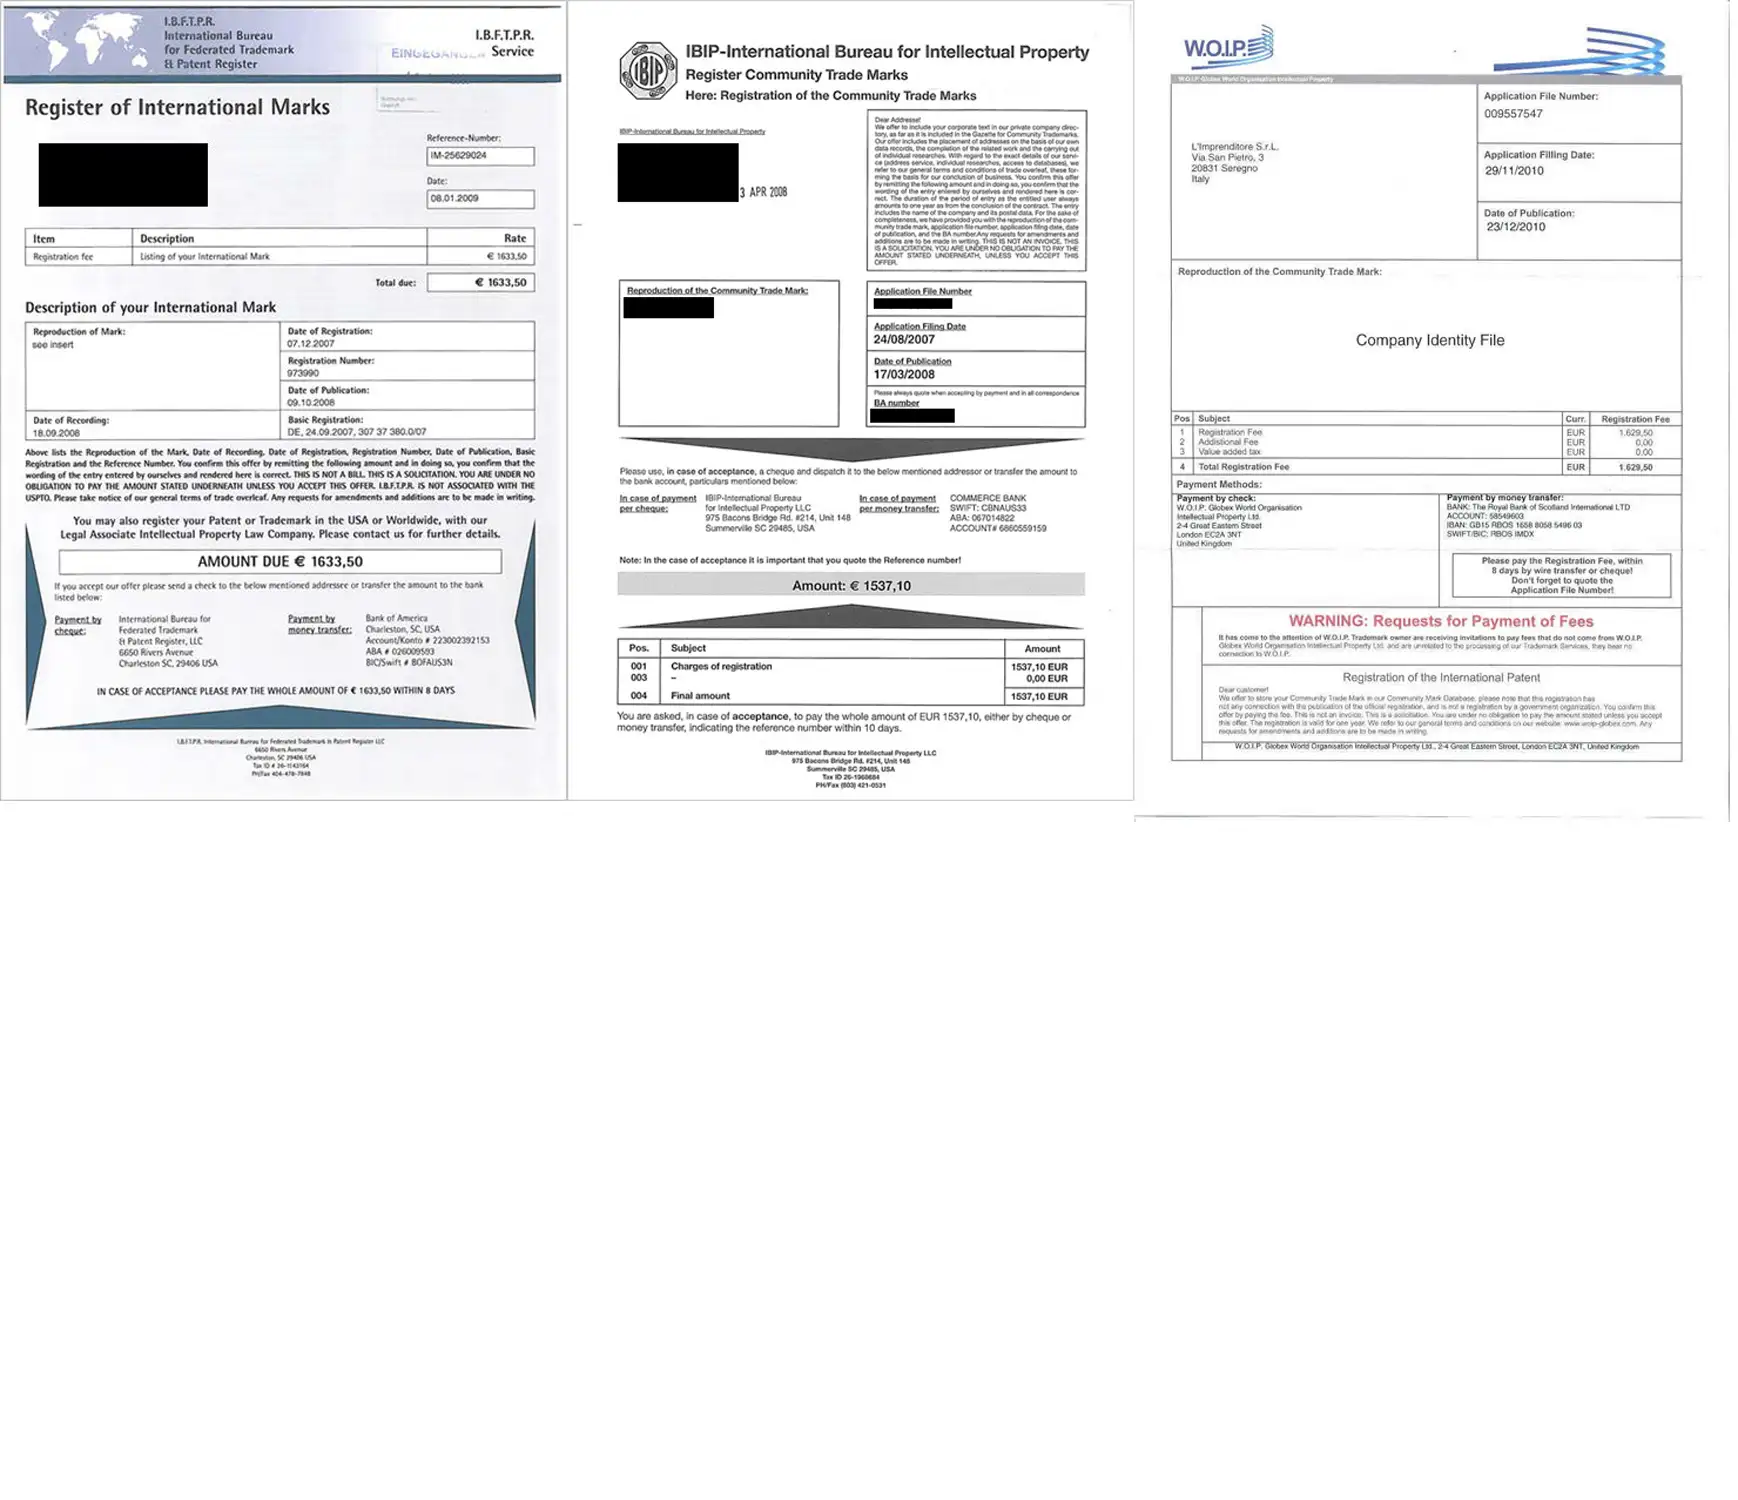 I.B.F.T.P.R.
International Bureau
for Federated Trademark
& Patent Register
I.B.F.T.P.R.
Service
Register of International Marks
Reference-Number:
IM-25629024
Date:
08.01.2009
Item Description Rate
Registration fee Listing of your International Mark € 1633,50
Total due: € 1633,50
Description of your International Mark
Reproduction of Mark:
see insert
Date of Registration:
07.12.2007
Registration Number:
973990
Date of Publication:
09.10.2008
Date of Recording:
18.09.2008
Basic Registration:
DE, 24.09.2007, 307 37 380.0/07
Above lists the Reproduction of the Mark, Date of Recording, Date of Registration, Registration Number, Date of Publication, Basic
Registration and the Reference Number. You confirm this offer by remitting the following amount and in doing so, you confirm that the
wording of the entry entered by ourselves and rendered here is correct. THIS IS NOT A BILL. THIS IS A SOLICITATION. YOU ARE UNDER NO
OBLIGATION TO PAY THE AMOUNT STATED UNDERNEATH UNLESS YOU ACCEPT THIS OFFER. I.B.F.T.P.R. IS NOT ASSOCIATED WITH THE
USPTO. Please take notice of our general terms of trade overleaf. Any requests for amendments and additions are to be made in writing.
You may also register your Patent or Trademark in the USA or Worldwide, with our
Legal Associate Intellectual Property Law Company. Please contact us for further details.
AMOUNT DUE € 1633,50
If you accept our offer please send a check to the below mentioned addressee or transfer the amount to the bank
listed below:
Payment by
cheque:
International Bureau for
Federated Trademark
& Patent Register, LLC
6650 Rivers Avenue
Charleston SC, 29406 USA
Payment by
money transfer:
Bank of America
Charleston, SC, USA
Account/Konto # 223002392153
ABA # 026009593
BIC/Swift # BOFAUS3N
IN CASE OF ACCEPTANCE PLEASE PAY THE WHOLE AMOUNT OF € 1633,50 WITHIN 8 DAYS
I.B.F.T.P.R. International Bureau for Federated Trademark & Patent Register LLC
6650 Rivers Avenue
Charleston, SC 29406 USA
Tax ID # 26-1143164
PH/Fax 404-478-7848
IBIP
IBIP-International Bureau for Intellectual Property
Register Community Trade Marks
Here: Registration of the Community Trade Marks
IBIP-International Bureau for Intellectual Property
3 APR 2008
Dear Addressee!
We offer to include your corporate text in our private company direc-
tory, as far as it is included in the Gazette for Community Trademarks.
Our offer includes the placement of addresses on the basis of our own
data records, the compilation of the related work and the carrying out
of individual researches. With regard to the exact details of our servi-
ce (address service, individual researches, access to databases), we
refer to our general terms and conditions of trade overleaf, these for-
ming the basis for our conclusion of business. You confirm this offer
by remitting the following amount and in doing so, you confirm that the
wording of the entry entered by ourselves and rendered here is cor-
rect. The duration of the period of entry as the entitled user always
amounts to one year as from the conclusion of the contract. The entry
includes the name of the company and its postal data. For the sake of
completeness, we have provided you with the reproduction of the com-
munity trade mark, application file number, application filing date, date
of publication, and the BA number.Any requests for amendments and
additions are to be made in writing. THIS IS NOT AN INVOICE. THIS
IS A SOLICITATION. YOU ARE UNDER NO OBLIGATION TO PAY THE
AMOUNT STATED UNDERNEATH, UNLESS YOU ACCEPT THIS
OFFER.
Reproduction of the Community Trade Mark:
Application File Number
Application Filing Date
24/08/2007
Date of Publication
17/03/2008
Please always quote when accepting by payment and in all correspondence
BA number
Please use, in case of acceptance, a cheque and dispatch it to the below mentioned addressor or transfer the amount to
the bank account, particulars mentioned below:
In case of payment
per cheque:
IBIP-International Bureau
for Intellectual Property LLC
975 Bacons Bridge Rd. #214, Unit 148
Summerville SC 29485, USA
In case of payment
per money transfer:
COMMERCE BANK
SWIFT: CBNAUS33
ABA: 067014822
ACCOUNT# 6860559159
Note: In the case of acceptance it is important that you quote the Reference number!
Amount: € 1537,10
Pos. Subject Amount
001 Charges of registration 1537,10 EUR
003 – 0,00 EUR
004 Final amount 1537,10 EUR
You are asked, in case of acceptance, to pay the whole amount of EUR 1537,10, either by cheque or
money transfer, indicating the reference number within 10 days.
IBIP-International Bureau for Intellectual Property LLC
975 Bacons Bridge Rd. #214, Unit 148
Summerville SC 29485, USA
Tax ID 26-1960684
PH/Fax (803) 421-0531
W.O.I.P.
W.O.I.P. Globex World Organisation Intellectual Property
L'Imprenditore S.r.L.
Via San Pietro, 3
20831 Seregno
Italy
Application File Number:
009557547
Application Filling Date:
29/11/2010
Date of Publication:
23/12/2010
Reproduction of the Community Trade Mark:
Company Identity File
Pos Subject Curr. Registration Fee
1 Registration Fee EUR 1.629,50
2 Addistional Fee EUR 0,00
3 Value added tax EUR 0,00
4 Total Registration Fee EUR 1.629,50
Payment Methods:
Payment by check:
W.O.I.P. Globex World Organisation
Intellectual Property Ltd.
2-4 Great Eastern Street
London EC2A 3NT
United Kingdom
Payment by money transfer:
BANK: The Royal Bank of Scotland International LTD
ACCOUNT: 58549603
IBAN: GB15 RBOS 1658 8058 5496 03
SWIFT/BIC: RBOS IMDX
Please pay the Registration Fee, within
8 days by wire transfer or cheque!
Don't forget to quote the
Application File Number!
WARNING: Requests for Payment of Fees
It has come to the attention of W.O.I.P. Trademark owner are receiving invitations to pay fees that do not come from W.O.I.P.
Globex World Organisation Intellectual Property Ltd. and are unrelated to the processing of our Trademark Services, they bear no
connection to W.O.I.P.
Registration of the International Patent
Dear customer!
We offer to store your Community Trade Mark in our Community Mark Database, please note that this registration has
not any connection with the publication of the official registration, and is not a registration by a government organization. You confirm this
offer by paying the fee. This is not an invoice. This is a solicitation. You are under no obligation to pay the amount stated unless you accept
this offer. The registration is valid for one year. We refer to our general terms and conditions on our website: www.woip-globex.com. Any
requests for amendments and additions are to be made in writing.
W.O.I.P. Globex World Organisation Intellectual Property Ltd., 2-4 Great Eastern Street, London EC2A 3NT, United Kingdom